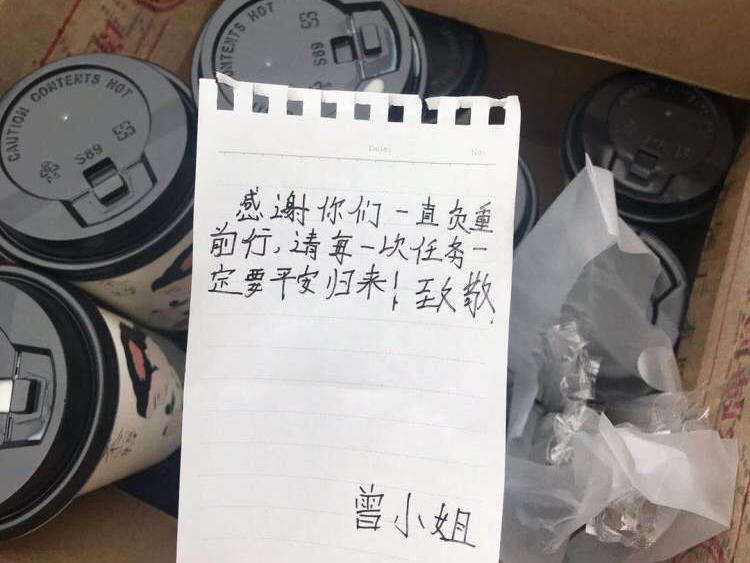 CAUTION CONTENTS HOT
S89
CONTENTS HOT
S89
Date:
No:
感谢你们一直负重
前行,请每一次任务一
定要平安归来!致敬.
曾小姐